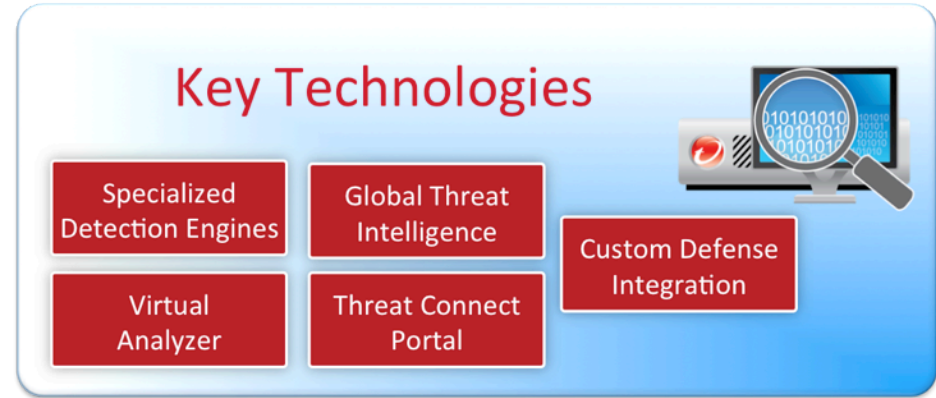 Key Technologies
Specialized
Detection Engines
Global Threat
Intelligence
Custom Defense
Integration
Virtual
Analyzer
Threat Connect
Portal